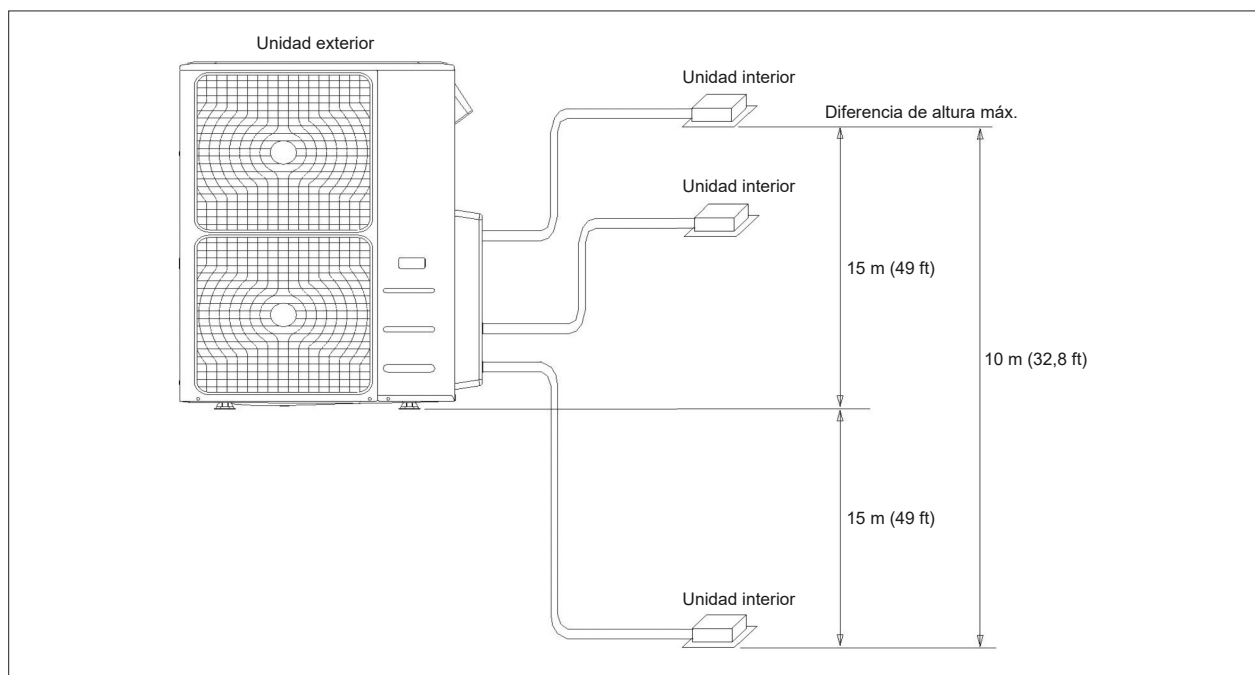 Unidad exterior
Unidad interior
Diferencia de altura máx.
Unidad interior
15 m (49 ft)
10 m (32,8 ft)
15 m (49 ft)
Unidad interior